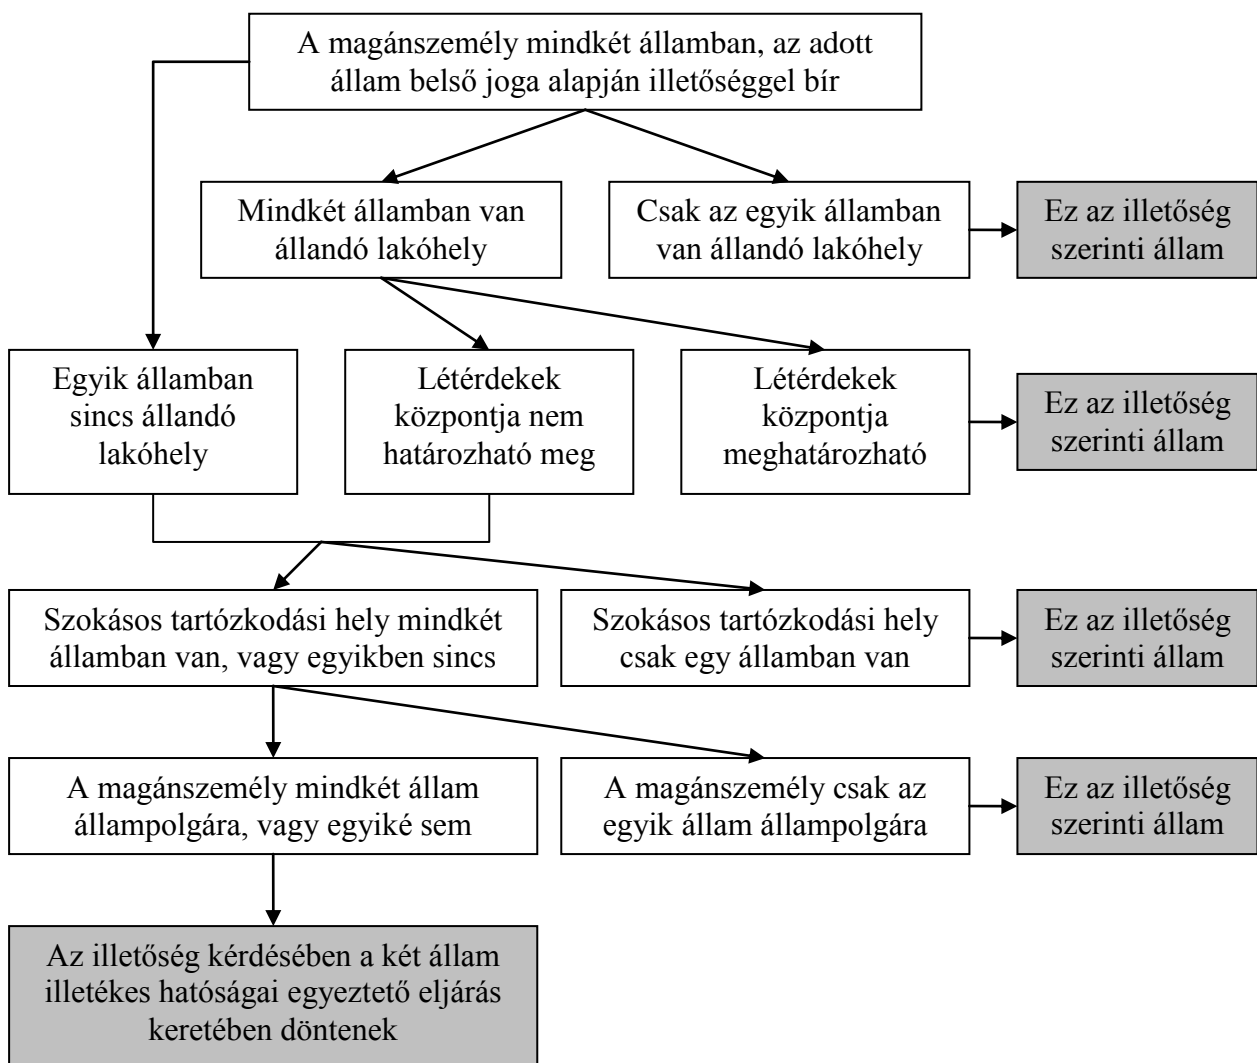 A magánszemély mindkét államban, az adott
állam belső joga alapján illetőséggel bír
Mindkét államban van
állandó lakóhely
Csak az egyik államban
van állandó lakóhely
Ez az illetőség
szerinti állam
Egyik államban
sincs állandó
lakóhely
Létérdekek
központja nem
határozható meg
Létérdekek
központja
meghatározható
Ez az illetőség
szerinti állam
Szokásos tartózkodási hely mindkét
államban van, vagy egyikben sincs
Szokásos tartózkodási hely
csak egy államban van
Ez az illetőség
szerinti állam
A magánszemély mindkét állam
állampolgára, vagy egyiké sem
A magánszemély csak az
egyik állam állampolgára
Ez az illetőség
szerinti állam
Az illetőség kérdésében a két állam
illetékes hatóságai egyeztető eljárás
keretében döntenek